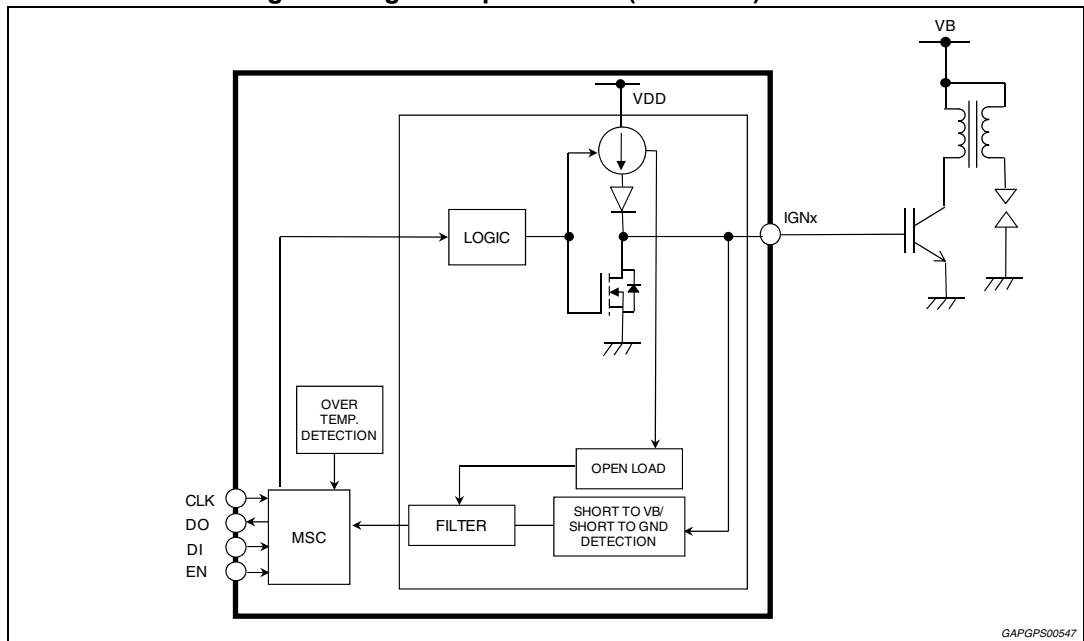 VB
VDD
IGNx
LOGIC
OVER
TEMP.
DETECTION
OPEN LOAD
CLK
DO
DI
EN
MSC
FILTER
SHORT TO VB/
SHORT TO GND
DETECTION
GAPGPS00547